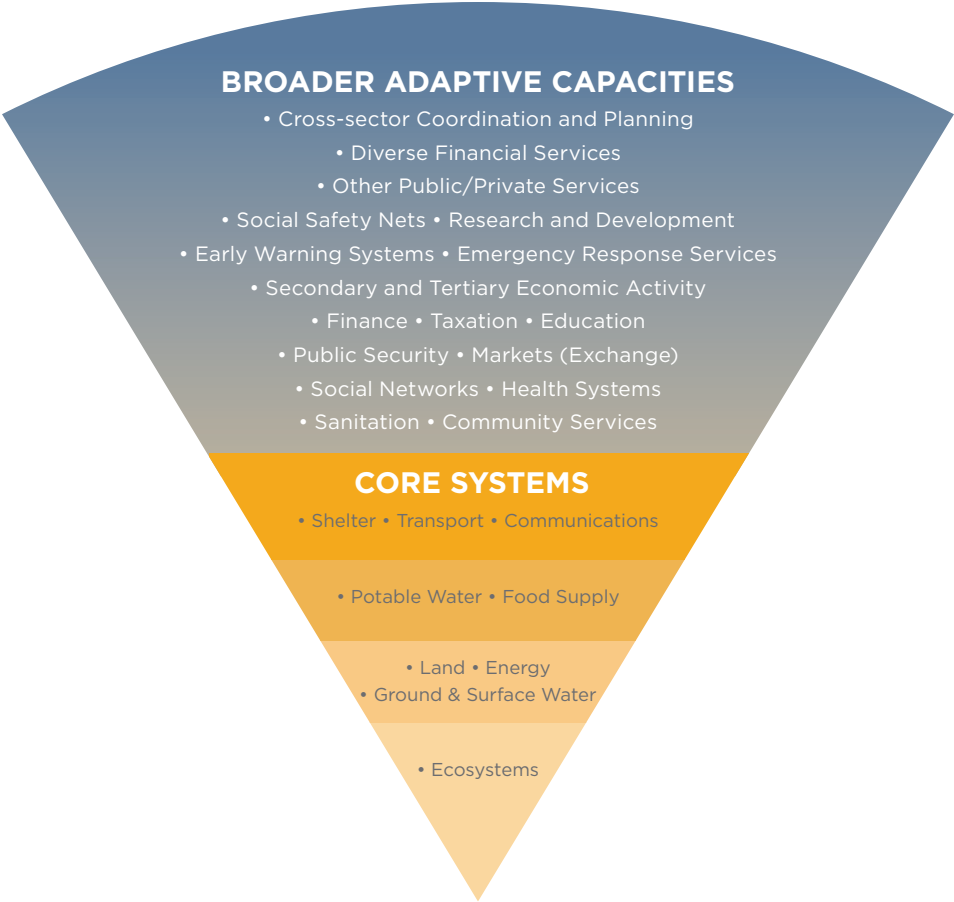 BROADER ADAPTIVE CAPACITIES
• Cross-sector Coordination and Planning
• Diverse Financial Services
• Other Public/Private Services
• Social Safety Nets • Research and Development
• Early Warning Systems • Emergency Response Services
• Secondary and Tertiary Economic Activity
• Finance • Taxation • Education
• Public Security • Markets (Exchange)
• Social Networks • Health Systems
• Sanitation • Community Services
CORE SYSTEMS
• Shelter • Transport • Communications
• Potable Water • Food Supply
• Land • Energy
• Ground & Surface Water
• Ecosystems